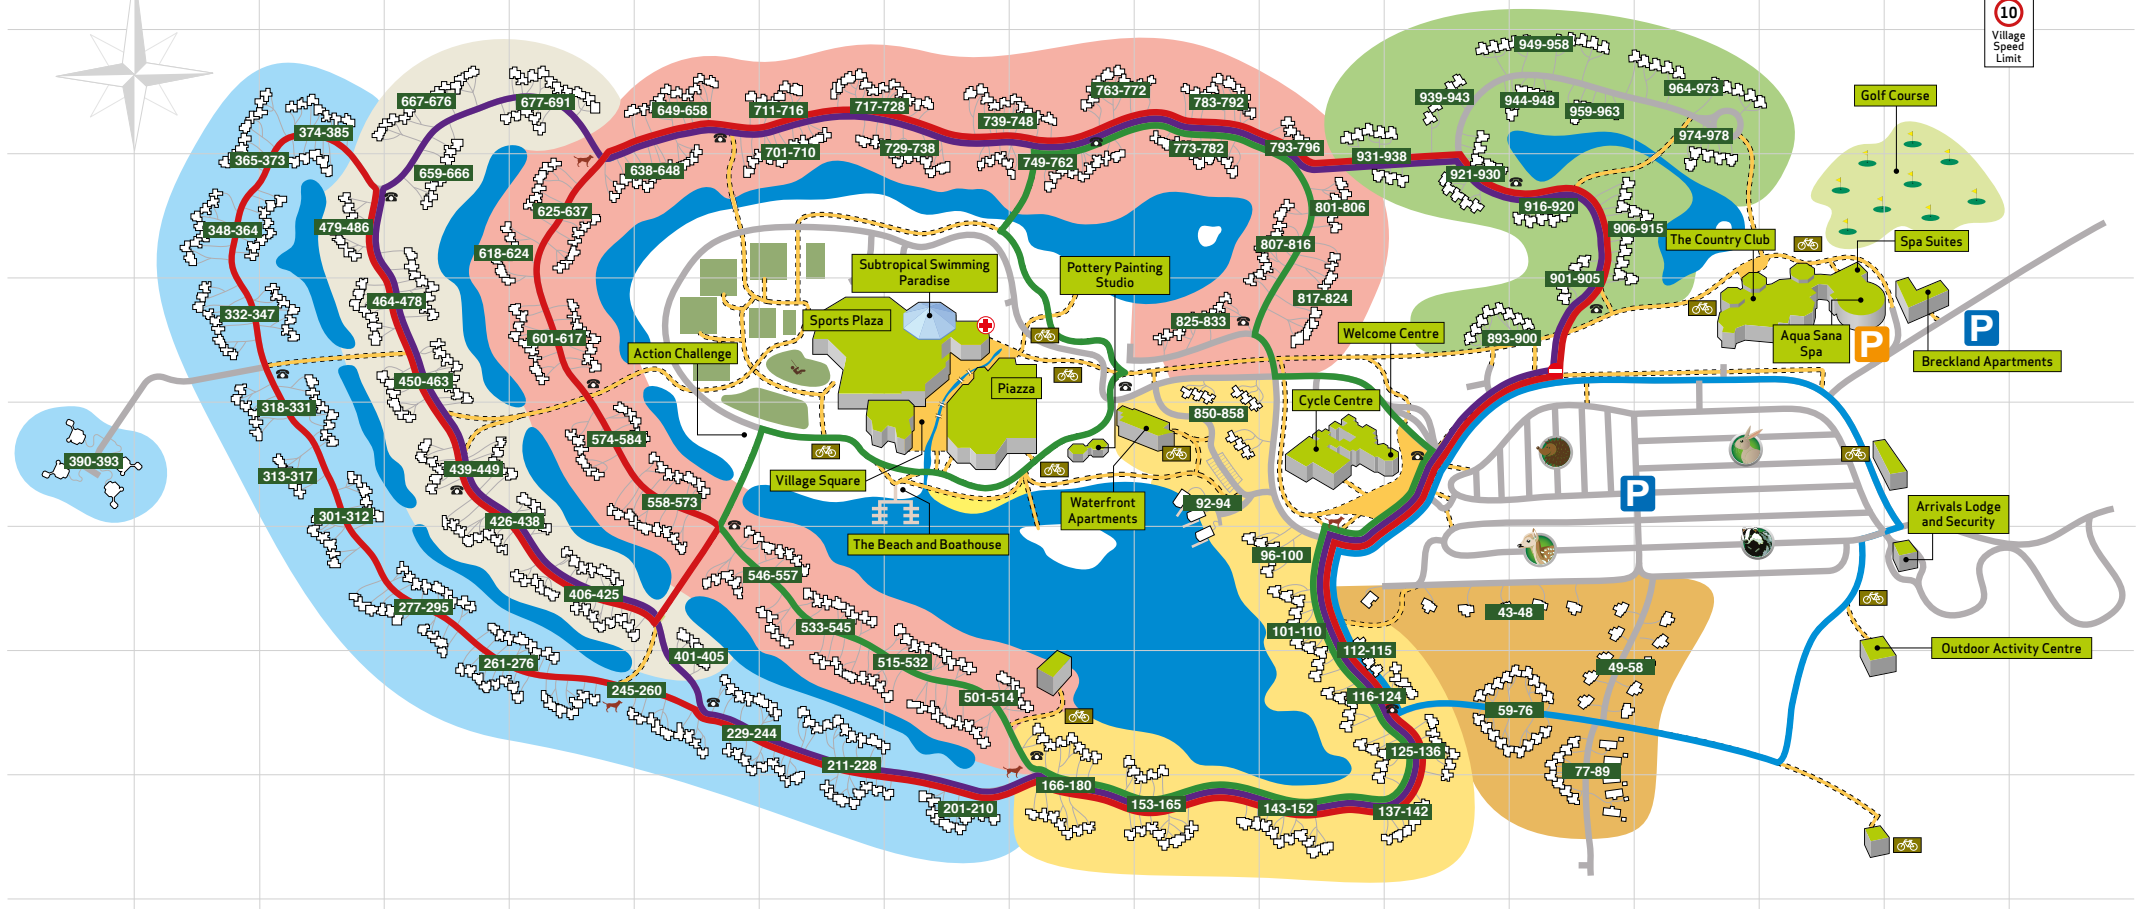 10
Village
Speed
Limit
949-958
667-676
677-691
649-658
711-716
717-728
739-748
763-772
783-792
939-943
944-948
959-963
964-973
Golf Course
374-385
365-373
659-666
638-648
701-710
729-738
749-762
773-782
793-796
931-938
921-930
974-978
348-364
479-486
625-637
618-624
801-806
807-816
916-920
906-915
The Country Club
Spa Suites
Subtropical Swimming
Paradise
Pottery Painting
Studio
901-905
332-347
464-478
601-617
Sports Plaza
817-824
825-833
Welcome Centre
893-900
Aqua Sana
Spa
P
P
Breckland Apartments
Action Challenge
450-463
318-331
Piazza
850-858
Cycle Centre
574-584
390-393
439-449
313-317
Village Square
558-573
Waterfront
Apartments
92-94
P
Arrivals Lodge
and Security
301-312
426-438
The Beach and Boathouse
96-100
546-557
406-425
277-295
533-545
101-110
43-48
112-115
Outdoor Activity Centre
401-405
515-532
261-276
49-58
245-260
501-514
116-124
59-76
229-244
125-136
211-228
77-89
201-210
166-180
153-165
143-152
137-142